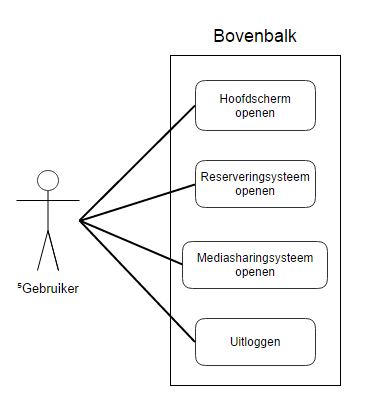 Bovenbalk
Hoofdscherm
openen
Reserveringsysteem
openen
Mediasharingsysteem
openen
Uitloggen
⁵Gebruiker